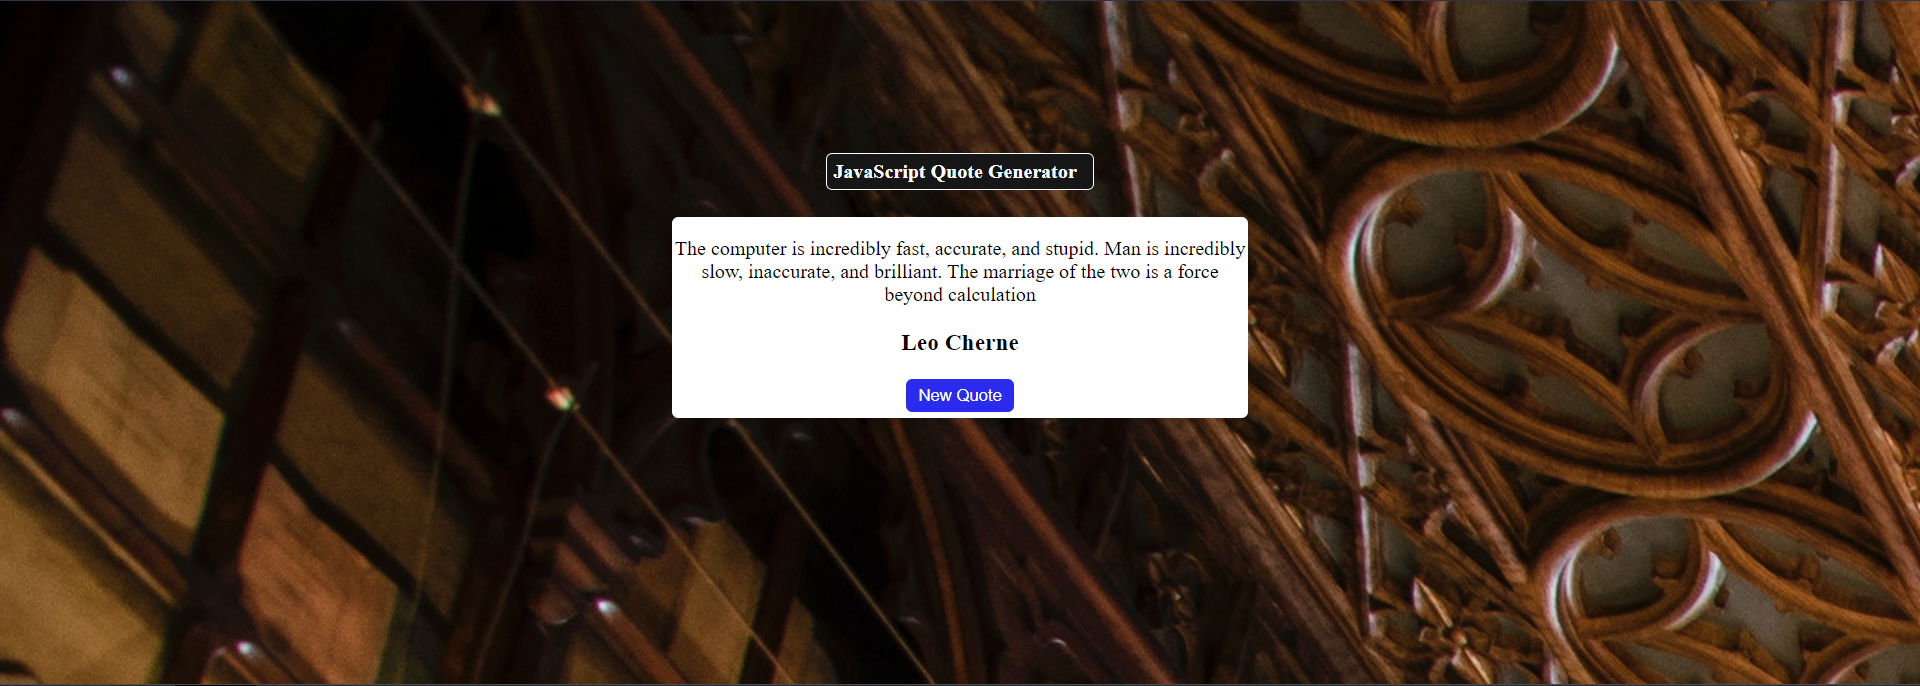 JavaScript Quote Generator
The computer is incredibly fast, accurate, and stupid. Man is incredibly
slow, inaccurate, and brilliant. The marriage of the two is a force
beyond calculation
Leo Cherne
New Quote